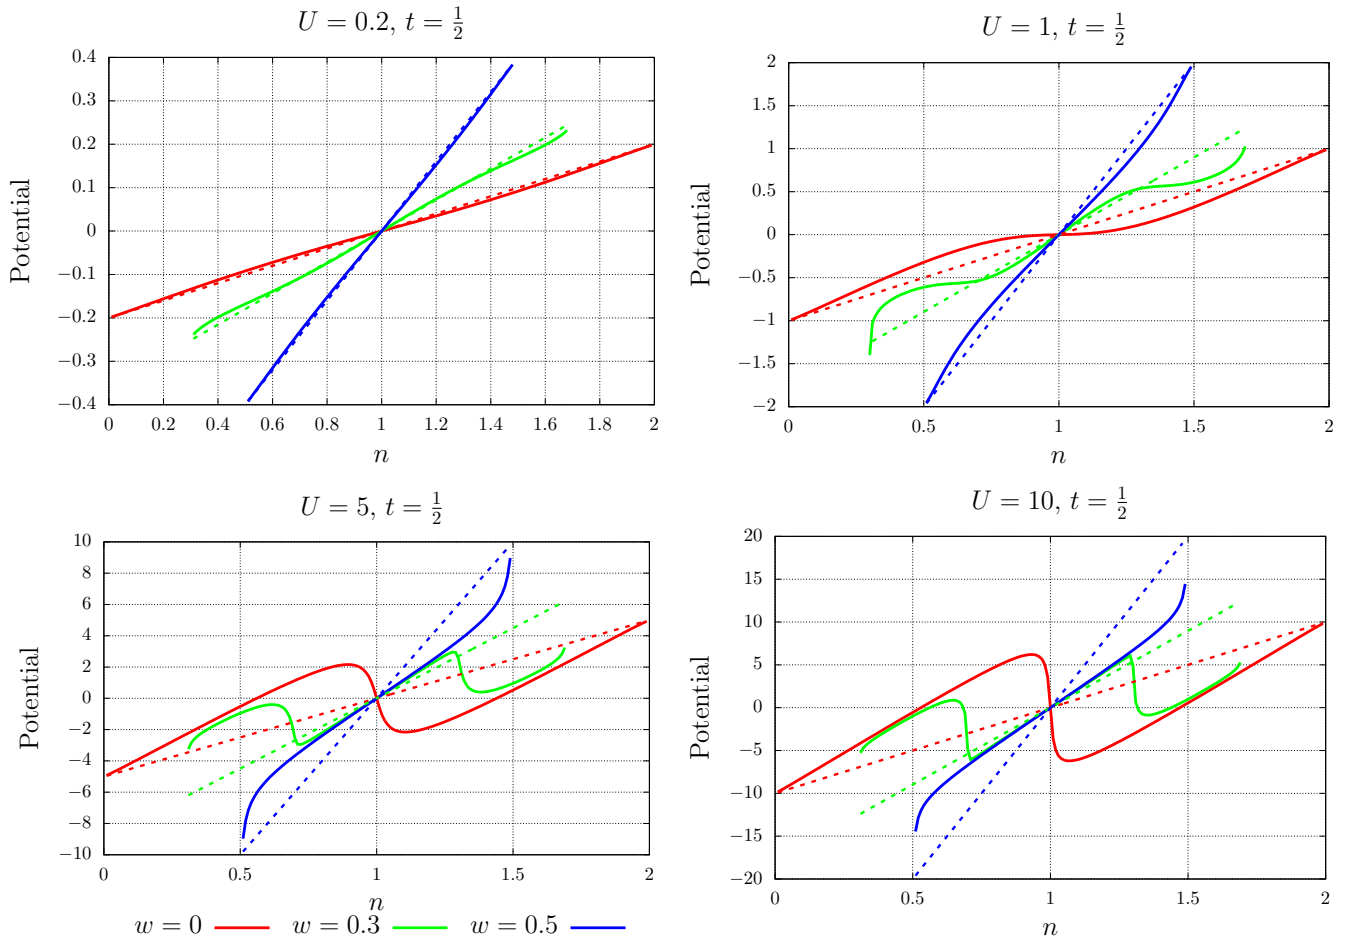 U = 0.2, t = 1/2
Potential
0.4
0.3
0.2
0.1
0
−0.1
−0.2
−0.3
−0.4
0 0.2 0.4 0.6 0.8 1 1.2 1.4 1.6 1.8 2
n
U = 1, t = 1/2
Potential
2
1.5
1
0.5
0
−0.5
−1
−1.5
−2
0 0.5 1 1.5 2
n
U = 5, t = 1/2
Potential
10
8
6
4
2
0
−2
−4
−6
−8
−10
0 0.5 1 1.5 2
n
U = 10, t = 1/2
Potential
20
15
10
5
0
−5
−10
−15
−20
0 0.5 1 1.5 2
n
w = 0 w = 0.3 w = 0.5